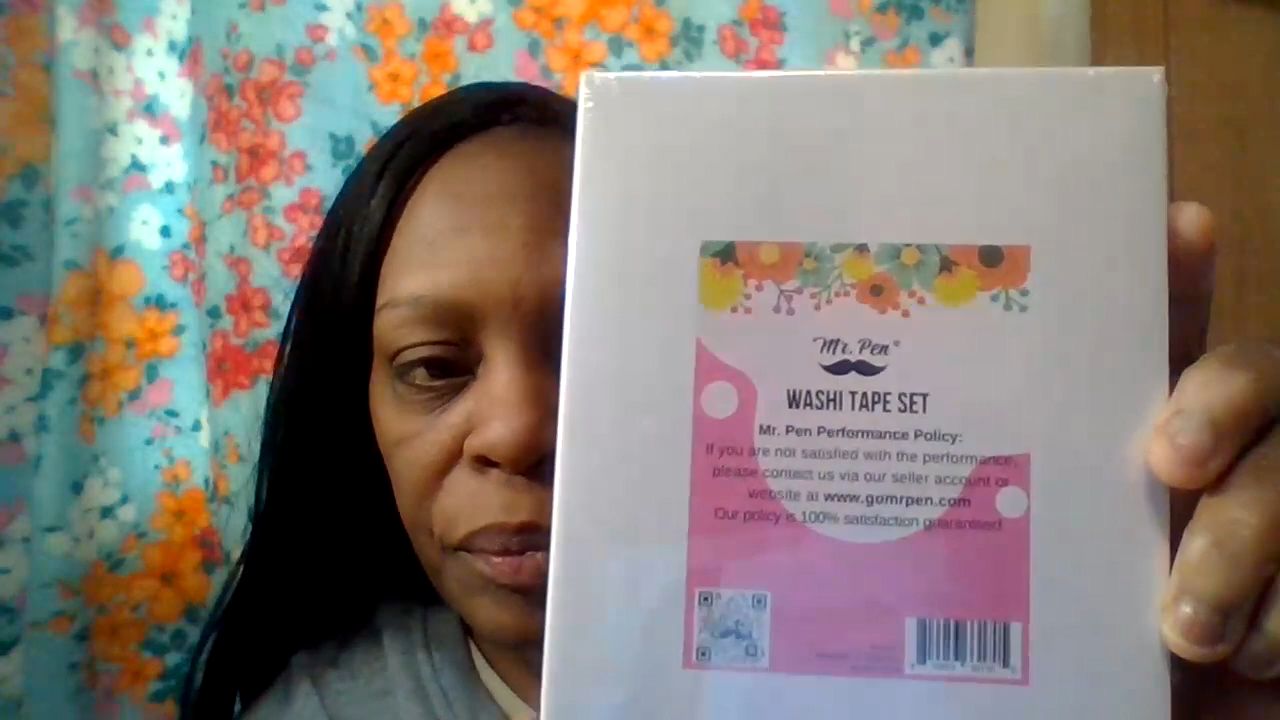 Mr. Pen®
WASHI TAPE SET
Mr. Pen Performance Policy:
If you are not satisfied with the performance,
please contact us via our seller account or
website at www.gomrpen.com
Our policy is 100% satisfaction guaranteed